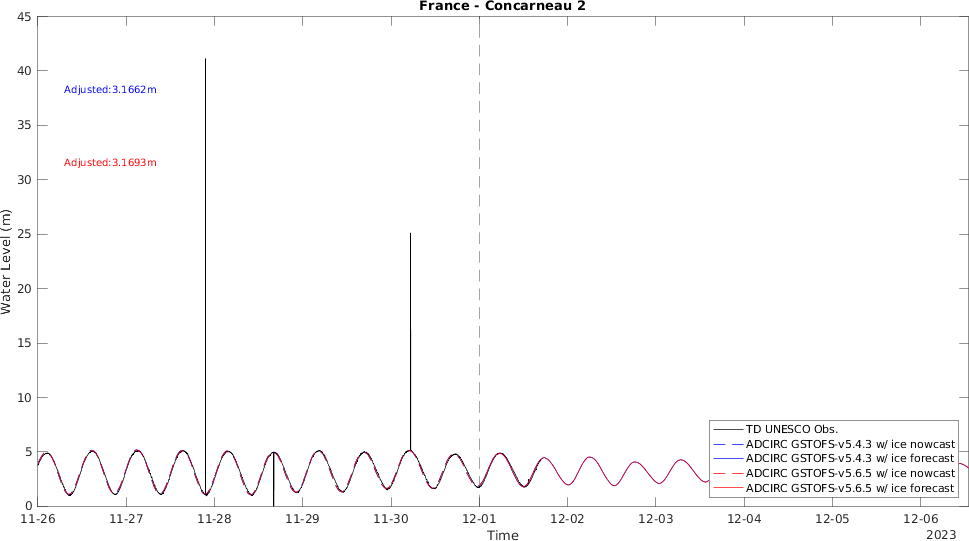 France - Concarneau 2
45
40
35
30
25
20
15
10
5
0
Water Level (m)
Adjusted:3.1662m
Adjusted:3.1693m
TD UNESCO Obs.
ADCIRC GSTOFS-v5.4.3 w/ ice nowcast
ADCIRC GSTOFS-v5.4.3 w/ ice forecast
ADCIRC GSTOFS-v5.6.5 w/ ice nowcast
ADCIRC GSTOFS-v5.6.5 w/ ice forecast
11-26 11-27 11-28 11-29 11-30 12-01 12-02 12-03 12-04 12-05 12-06
Time
2023